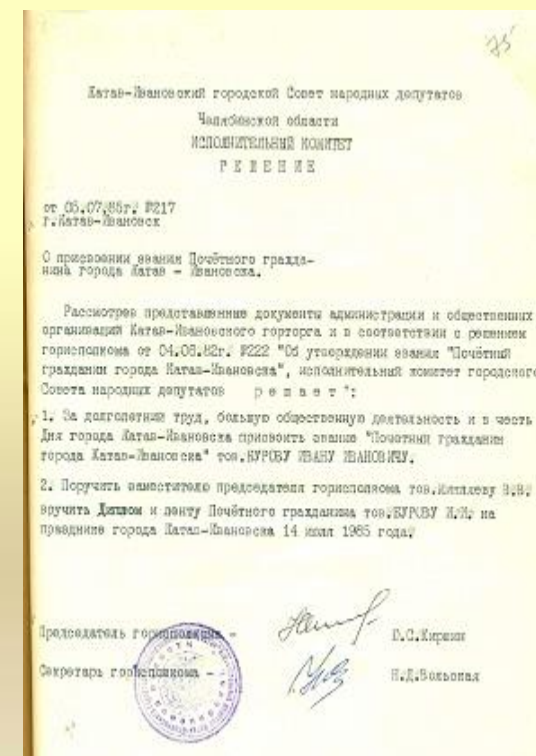 75
Катав-Ивановский городской Совет народных депутатов
Челябинской области
ИСПОЛНИТЕЛЬНЫЙ КОМИТЕТ
Р Е Ш Е Н И Е
от 05.07.85г. №217
г.Катав-Ивановск
О присвоении звания Почётного гражда-
нина города Катав - Ивановска.
Рассмотрев представленные документы администрации и общественных
организаций Катав-Ивановского горторга и в соответствии с решением
горисполкома от 04.06.82г. №222 "Об утверждении звания "Почётный
гражданин города Катав-Ивановска", исполнительный комитет городского
Совета народных депутатов р е ш а е т :
1. За долголетний труд, большую общественную деятельность и в честь
Дня города Катав-Ивановска присвоить звание "Почетный гражданин
города Катав-Ивановска" тов.БУРОВУ ИВАНУ ИВАНОВИЧУ.
2. Поручить заместителю председателя горисполкома тов. В.В.
вручить Диплом и ленту Почётного гражданина тов.БУРОВУ И.И. на
празднике города Катав-Ивановска 14 июля 1985 года.
Председатель горисполкома - Ю.С.Киршин
Секретарь горисполкома - Н.Д.Вольская